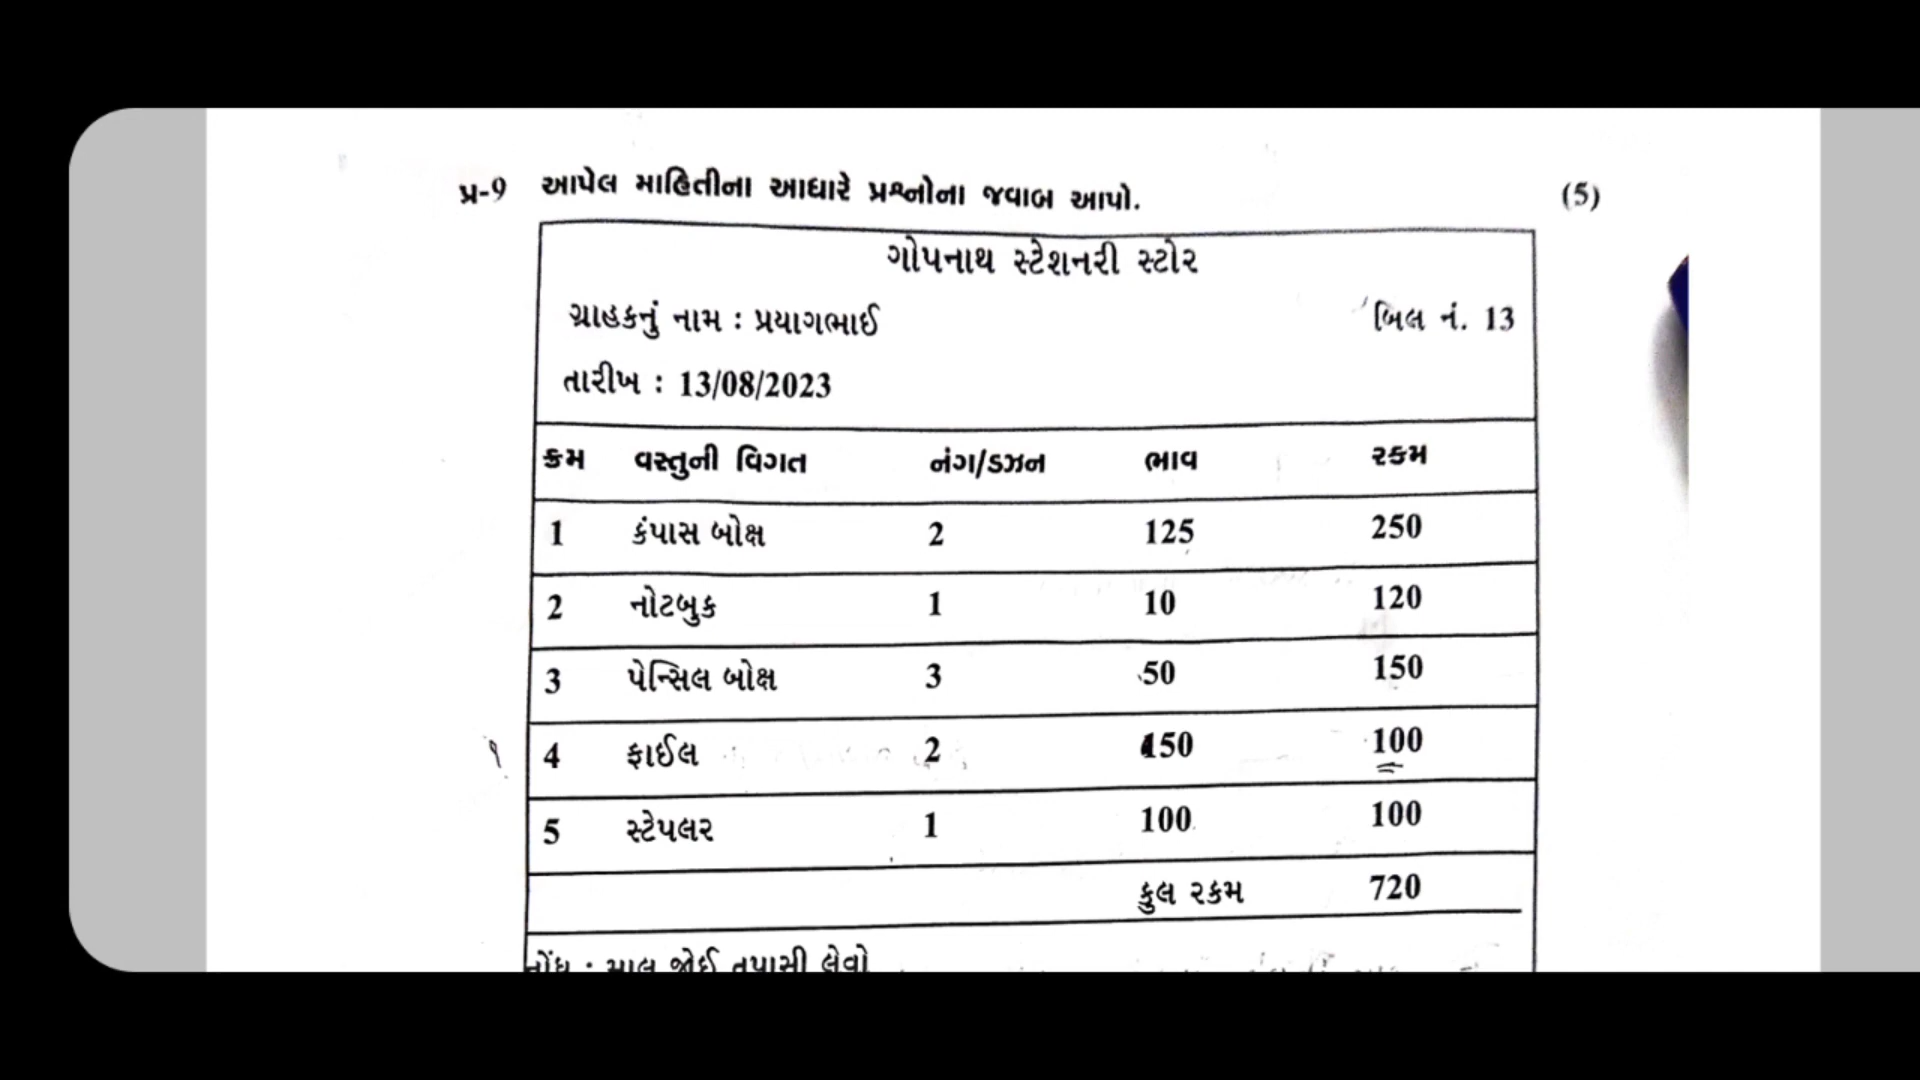 પ્ર-9 આપેલ માહિતીના આધારે પ્રશ્નોના જવાબ આપો. (5)
ગોપનાથ સ્ટેશનરી સ્ટોર
ગ્રાહકનું નામ : પ્રયાગભાઈ બિલ નં. 13
તારીખ : 13/08/2023
ક્રમ વસ્તુની વિગત નંગ/ડઝન ભાવ રકમ
1 કંપાસ બોક્ષ 2 125 250
2 નોટબુક 1 10 120
3 પેન્સિલ બોક્ષ 3 50 150
4 ફાઈલ 2 150 100
5 સ્ટેપલર 1 100 100
કુલ રકમ 720
નોંધ : માલ જોઈ તપાસી લેવો